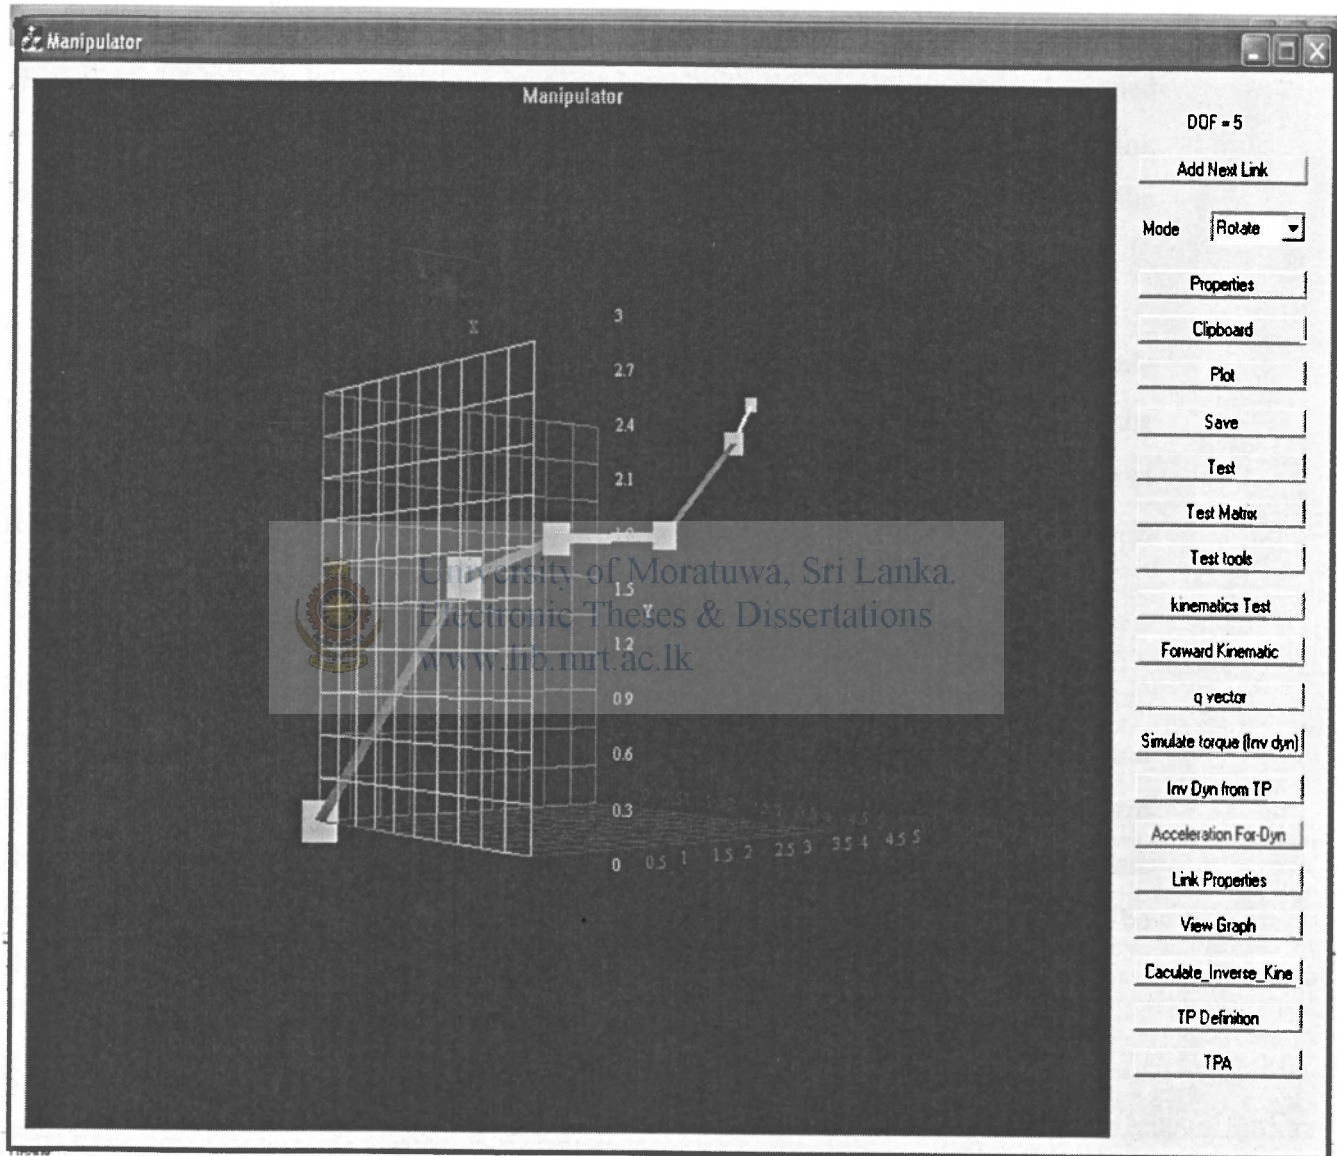 Manipulator
Manipulator
DOF = 5
Add Next Link
Mode Rotate
Properties
Clipboard
Plot
Save
Test
Test Matrix
Test tools
kinematics Test
Forward Kinematic
q vector
Simulate torque (Inv dyn)
Inv Dyn from TP
Acceleration For-Dyn
Link Properties
View Graph
Caculate_Inverse_Kine
TP Definition
TPA
X
3
2.7
2.4
2.1
1.8
1.5
Y
1.2
0.9
0.6
0.3
0
0.5 1 1.5 2 2.5 3 3.5 4 4.5 5
University of Moratuwa, Sri Lanka.
Electronic Theses & Dissertations
www.lib.mrt.ac.lk